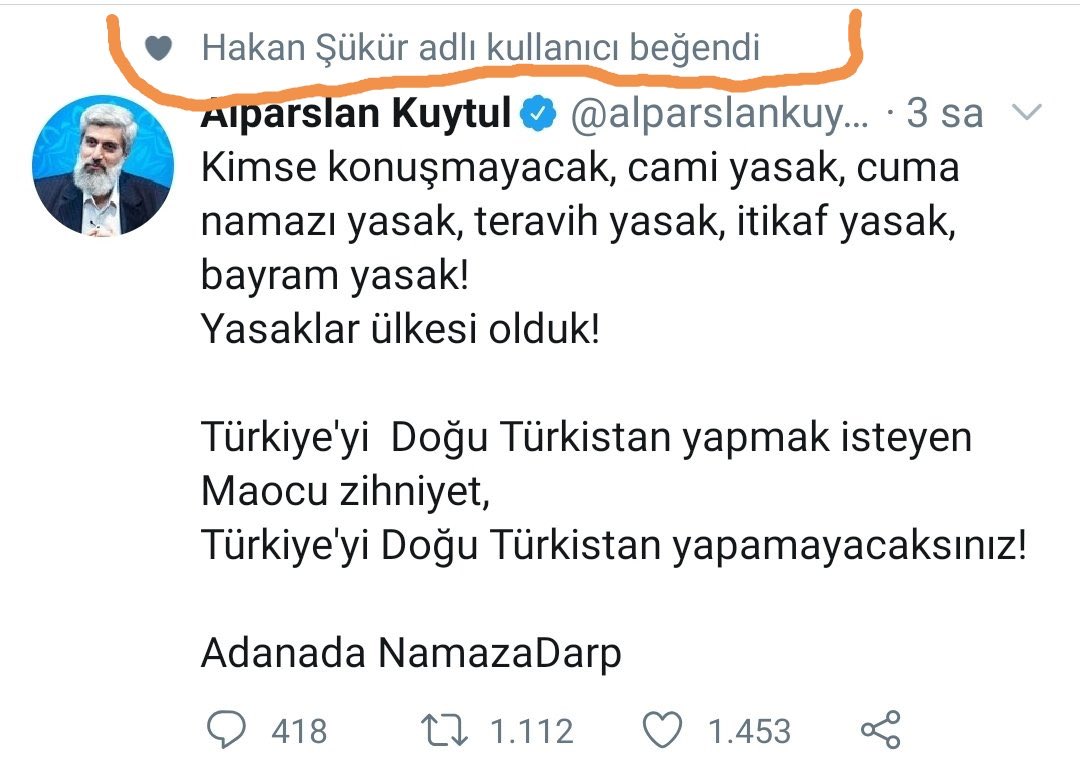 Hakan Şükür adlı kullanıcı beğendi
Alparslan Kuytul @alparslankuy... · 3 sa
Kimse konuşmayacak, cami yasak, cuma
namazı yasak, teravih yasak, itikaf yasak,
bayram yasak!
Yasaklar ülkesi olduk!
Türkiye'yi  Doğu Türkistan yapmak isteyen
Maocu zihniyet,
Türkiye'yi Doğu Türkistan yapamayacaksınız!
Adanada NamazaDarp
418 1.112 1.453